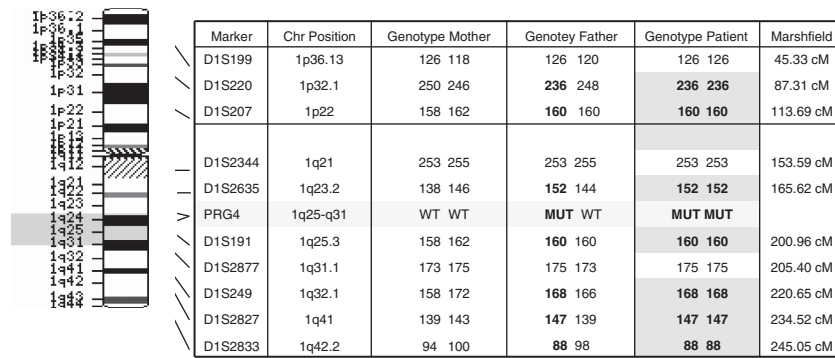 1p36.2
1p36.1
1p35
1p32
1p31
1p22
1p21
1p13
1q12
1q21
1q22
1q23
1q24
1q25
1q31
1q32
1q41
1q42
1q43
1q44
Marker Chr Position Genotype Mother Genotey Father Genotype Patient Marshfield
D1S199 1p36.13 126 118 126 120 126 126 45.33 cM
D1S220 1p32.1 250 246 236 248 236 236 87.31 cM
D1S207 1p22 158 162 160 160 160 160 113.69 cM
D1S2344 1q21 253 255 253 255 253 253 153.59 cM
D1S2635 1q23.2 138 146 152 144 152 152 165.62 cM
PRG4 1q25-q31 WT WT MUT WT MUT MUT
D1S191 1q25.3 158 162 160 160 160 160 200.96 cM
D1S2877 1q31.1 173 175 175 173 175 175 205.40 cM
D1S249 1q32.1 158 172 168 166 168 168 220.65 cM
D1S2827 1q41 139 143 147 139 147 147 234.52 cM
D1S2833 1q42.2 94 100 88 98 88 88 245.05 cM